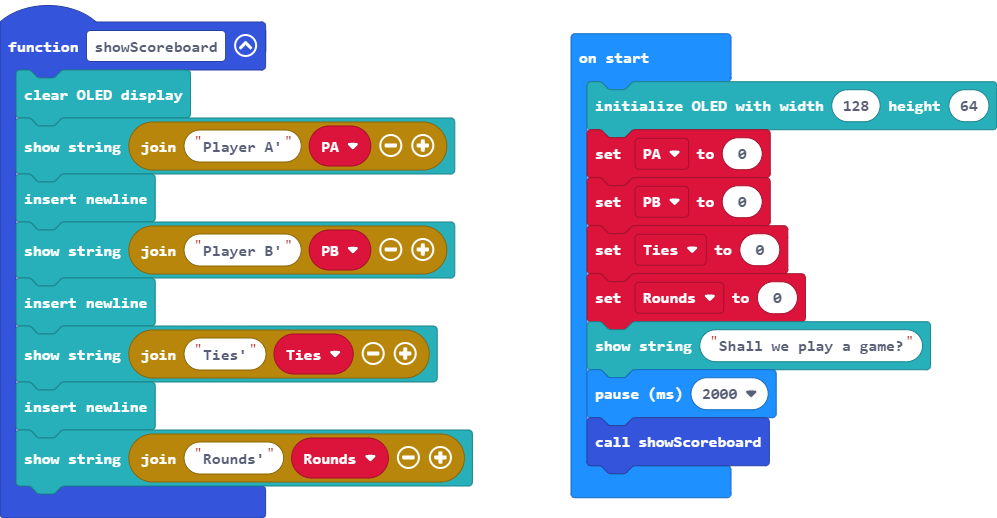 function showScoreboard
clear OLED display
show string join "Player A'" PA
insert newline
show string join "Player B'" PB
insert newline
show string join "Ties'" Ties
insert newline
show string join "Rounds'" Rounds
on start
initialize OLED with width 128 height 64
set PA to 0
set PB to 0
set Ties to 0
set Rounds to 0
show string "Shall we play a game?"
pause (ms) 2000
call showScoreboard